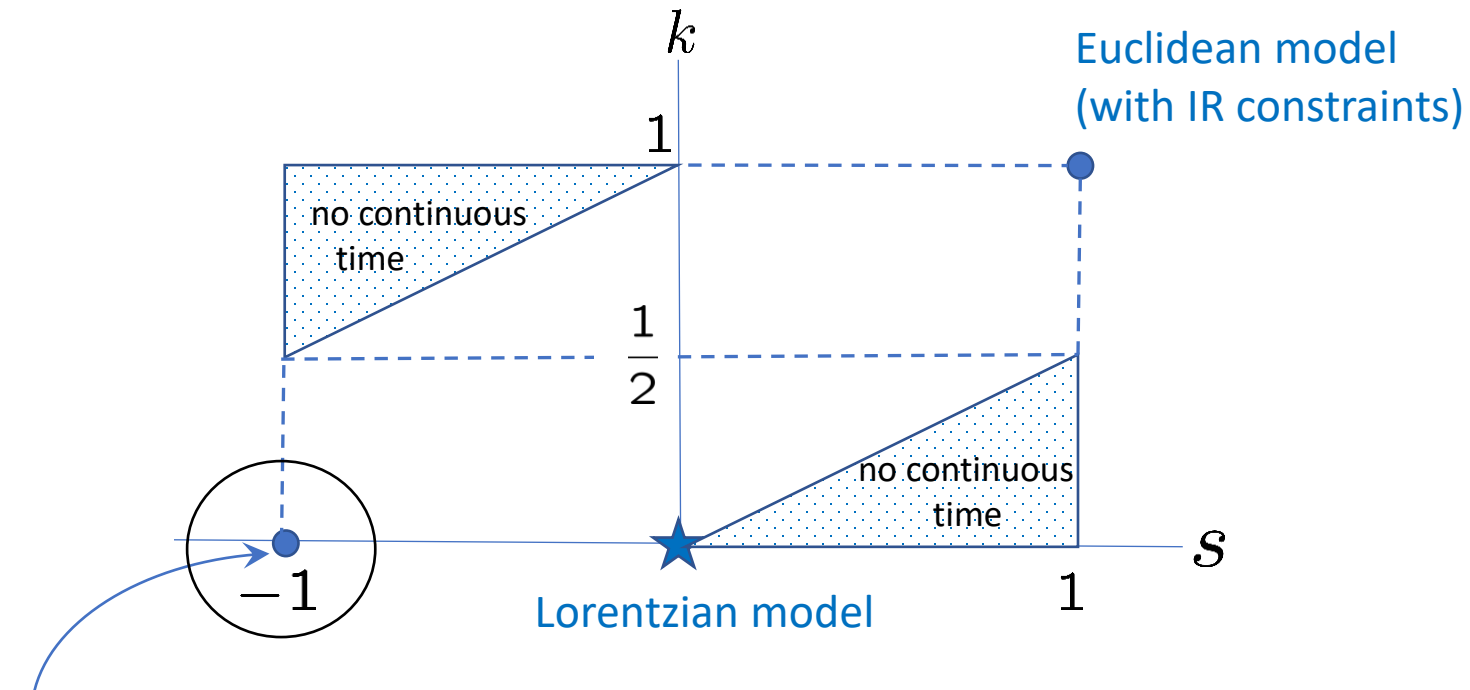 k
Euclidean model
(with IR constraints)
1
no continuous
time
1
2
no continuous
time
s
−1
1
Lorentzian model